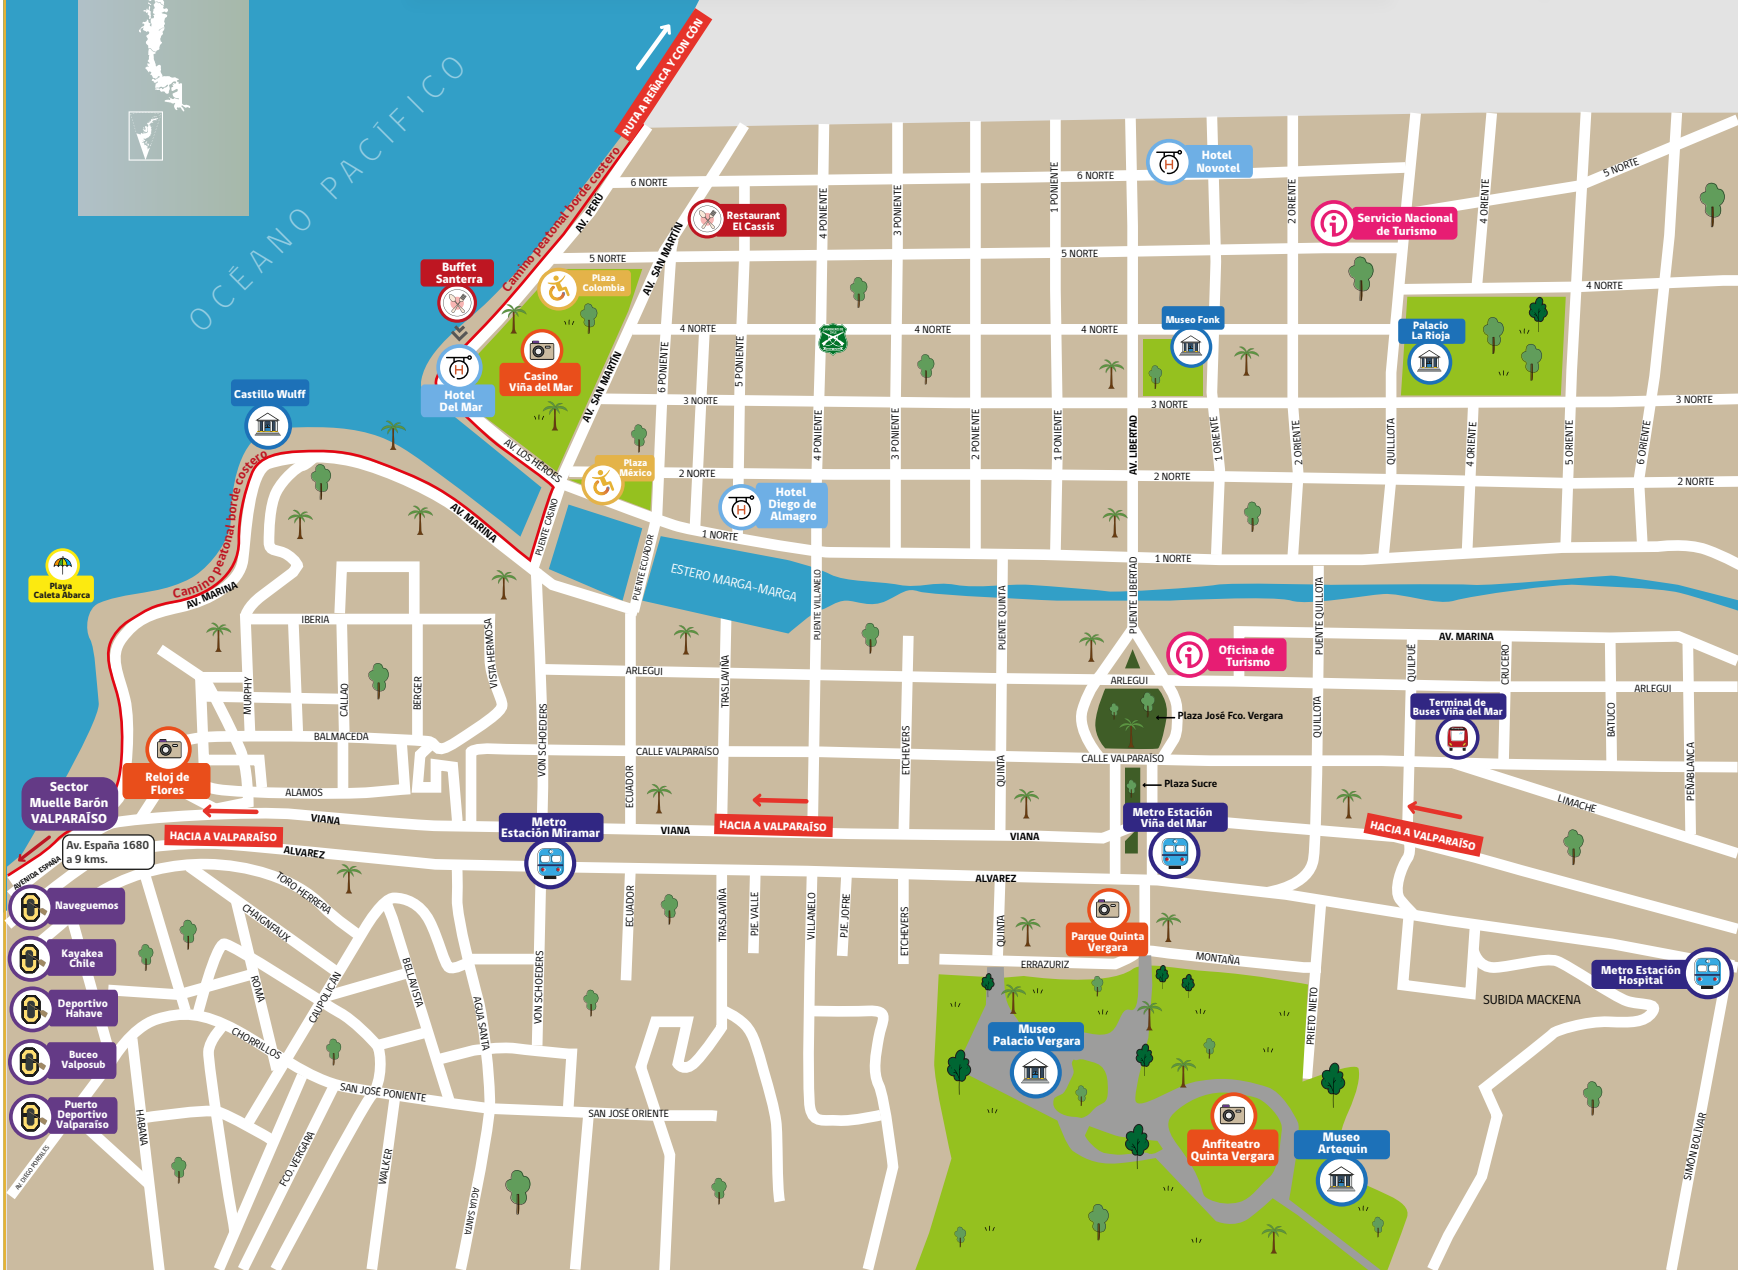 OCÉANO PACÍFICO
RUTA A REÑACA Y CON CÓN
Camino peatonal borde costero
AV. PERÚ
6 NORTE
6 NORTE
Hotel
Novotel
5 NORTE
Restaurant
El Cassis
AV. SAN MARTÍN
4 PONIENTE
3 PONIENTE
1 PONIENTE
2 ORIENTE
4 ORIENTE
Servicio Nacional
de Turismo
5 NORTE
5 NORTE
Buffet
Santerra
Plaza
Colombia
4 NORTE
4 NORTE
4 NORTE
4 NORTE
Museo Fonk
Palacio
La Rioja
Casino
Viña del Mar
Hotel
Del Mar
6 PONIENTE
5 PONIENTE
AV. SAN MARTÍN
Castillo Wulff
3 NORTE
3 NORTE
3 NORTE
4 PONIENTE
3 PONIENTE
2 PONIENTE
1 PONIENTE
AV. LIBERTAD
1 ORIENTE
2 ORIENTE
QUILLOTA
4 ORIENTE
5 ORIENTE
6 ORIENTE
AV. LOS HÉROES
Plaza
México
2 NORTE
2 NORTE
2 NORTE
Hotel
Diego de
Almagro
Camino peatonal borde costero
AV. MARINA
PUENTE CASINO
1 NORTE
1 NORTE
PUENTE ECUADOR
ESTERO MARGA-MARGA
PUENTE VILLANELO
PUENTE QUINTA
PUENTE LIBERTAD
PUENTE QUILLOTA
Playa
Caleta Abarca
AV. MARINA
IBERIA
VISTA HERMOSA
AV. MARINA
Oficina de
Turismo
QUILPUÉ
CRUCERO
ARLEGUI
ARLEGUI
ARLEGUI
MURPHY
CALLAO
BERGER
TRASLAVIÑA
VON SCHOEDERS
ETCHEVERS
Plaza José Fco. Vergara
QUILLOTA
Terminal de
Buses Viña del Mar
BATUCO
PEÑABLANCA
BALMACEDA
CALLE VALPARAÍSO
CALLE VALPARAÍSO
Reloj de
Flores
ECUADOR
QUINTA
Plaza Sucre
Sector
Muelle Barón
VALPARAÍSO
ALAMOS
LIMACHE
VIANA
VIANA
VIANA
HACIA A VALPARAÍSO
HACIA A VALPARAÍSO
HACIA A VALPARAÍSO
Metro
Estación Miramar
Metro Estación
Viña del Mar
Av. España 1680
a 9 kms.
AVENIDA ESPAÑA
ALVAREZ
ALVAREZ
Naveguemos
Kayakea
Chile
Deportivo
Hahave
Buceo
Valposub
Puerto
Deportivo
Valparaíso
AV. DIEGO PORTALES
TORO HERRERA
CHAIGNFAUX
ROMA
CAUPOLICÁN
BELLAVISTA
AGUA SANTA
VON SCHOEDERS
ECUADOR
TRASLAVIÑA
PJE. VALLE
VILLANELO
PJE. JOFRE
ETCHEVERS
QUINTA
Parque Quinta
Vergara
ERRAZURIZ
MONTAÑA
PRIETO NIETO
Metro Estación
Hospital
SUBIDA MACKENA
CHORRILLOS
SAN JOSÉ PONIENTE
SAN JOSÉ ORIENTE
HABANA
FCO. VERGARA
WALKER
AGUA SANTA
Museo
Palacio Vergara
Anfiteatro
Quinta Vergara
Museo
Artequin
SIMÓN BOLÍVAR